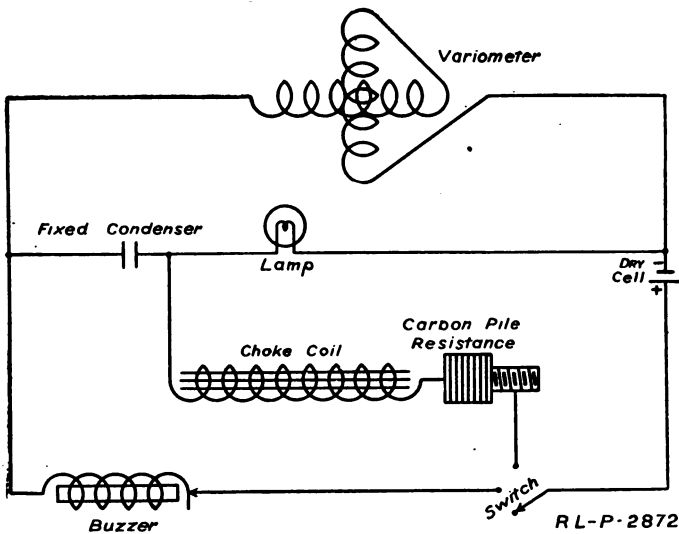 Variometer
Fixed Condenser
Lamp
DRY
Cell
−
+
Choke Coil
Carbon Pile
Resistance
Switch
Buzzer
RL-P-2872